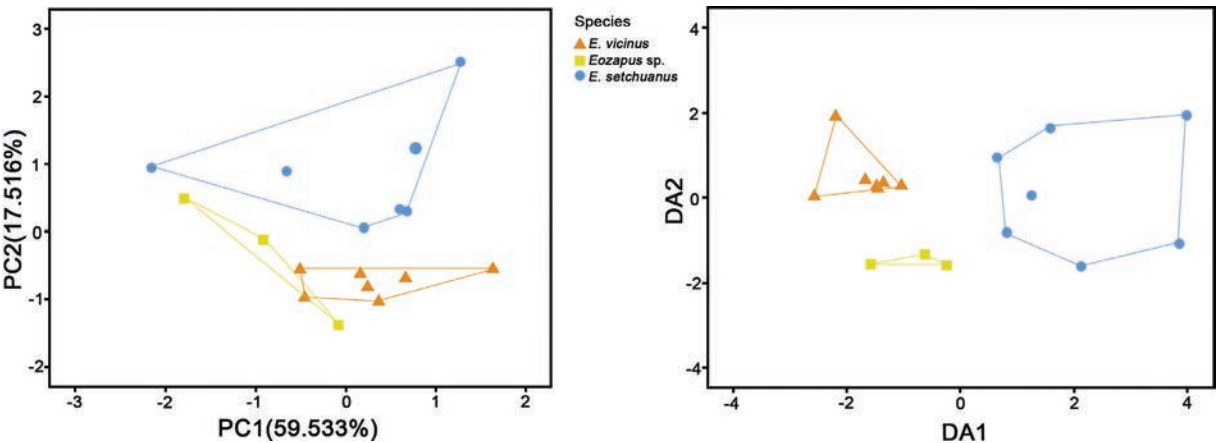 3
2
1
0
-1
-2
PC2(17.516%)
-3
-2
-1
0
1
2
PC1(59.533%)
Species
E. vicinus
Eozapus sp.
E. setchuanus
4
2
0
-2
-4
DA2
-4
-2
0
2
4
DA1